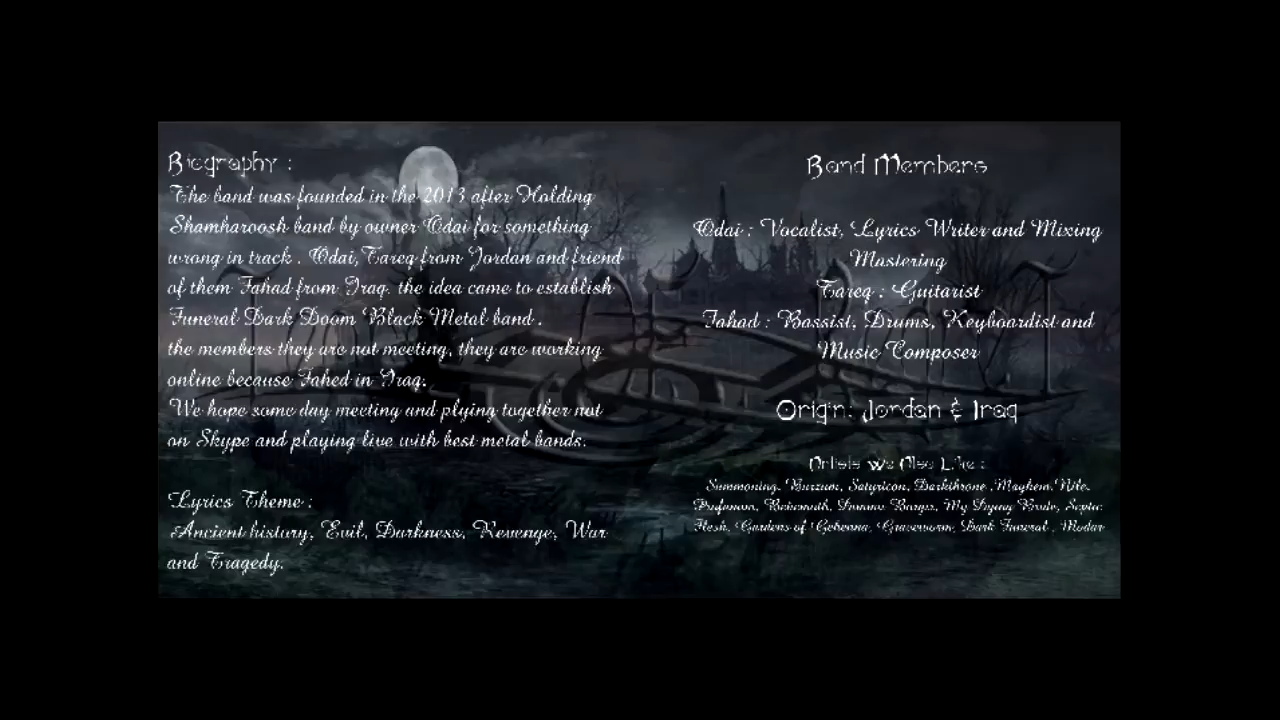 Biography :
The band was founded in the 2013 after Holding
Shamharoosh band by owner Odai for something
wrong in track . Odai,Tareq from Jordan and friend
of them Fahad from Iraq. the idea came to establish
Funeral Dark Doom Black Metal band .
the members they are not meeting, they are working
online because Fahed in Iraq.
We hope some day meeting and plying together not
on Skype and playing live with best metal bands.
Lyrics Theme :
Ancient history, Evil, Darkness, Revenge, War
and Tragedy.
Band Members
Odai : Vocalist, Lyrics Writer and Mixing
Mastering
Tareq : Guitarist
Fahad : Bassist, Drums, Keyboardist and
Music Composer
Origin: Jordan & Iraq
Artists We Also Like :
Summoning, Burzum, Satyricon, Darkthrone ,Mayhem,Nile,
Behemoth, Dimmu Borgir, My Dying Bride, Septic
Flesh, Gardens of Gehenna, Graveworm, Dark Funeral ,